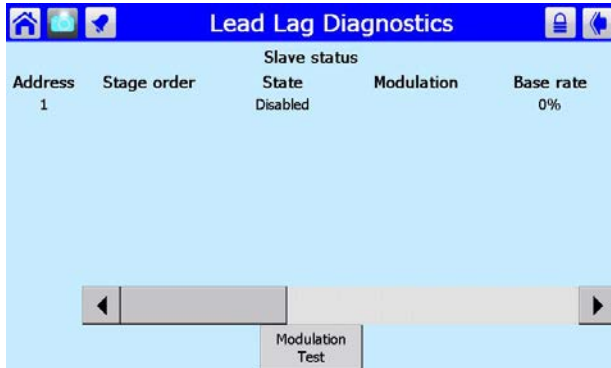 Lead Lag Diagnostics
Slave status
Address Stage order State Modulation Base rate
1 Disabled 0%
Modulation
Test